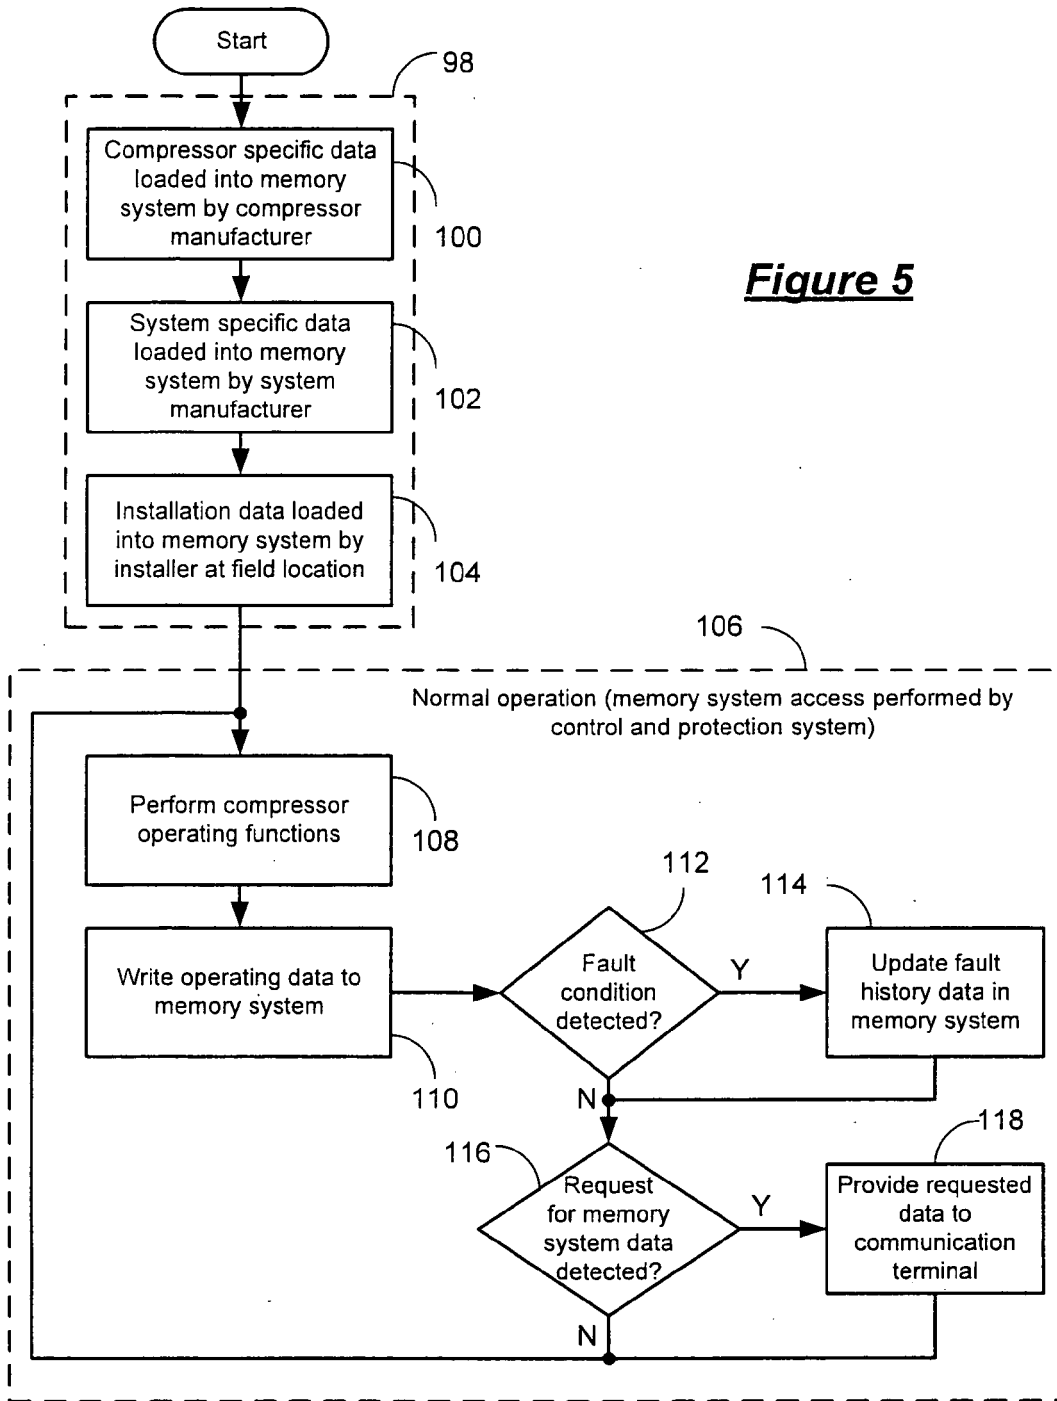 Start
98
Compressor specific data
loaded into memory
system by compressor
manufacturer
100
Figure 5
System specific data
loaded into memory
system by system
manufacturer
102
Installation data loaded
into memory system by
installer at field location
104
106
Normal operation (memory system access performed by
control and protection system)
Perform compressor
operating functions
108
112
114
Write operating data to
memory system
110
Fault
condition
detected?
Y
N
Update fault
history data in
memory system
116
118
Request
for memory
system data
detected?
Y
N
Provide requested
data to
communication
terminal